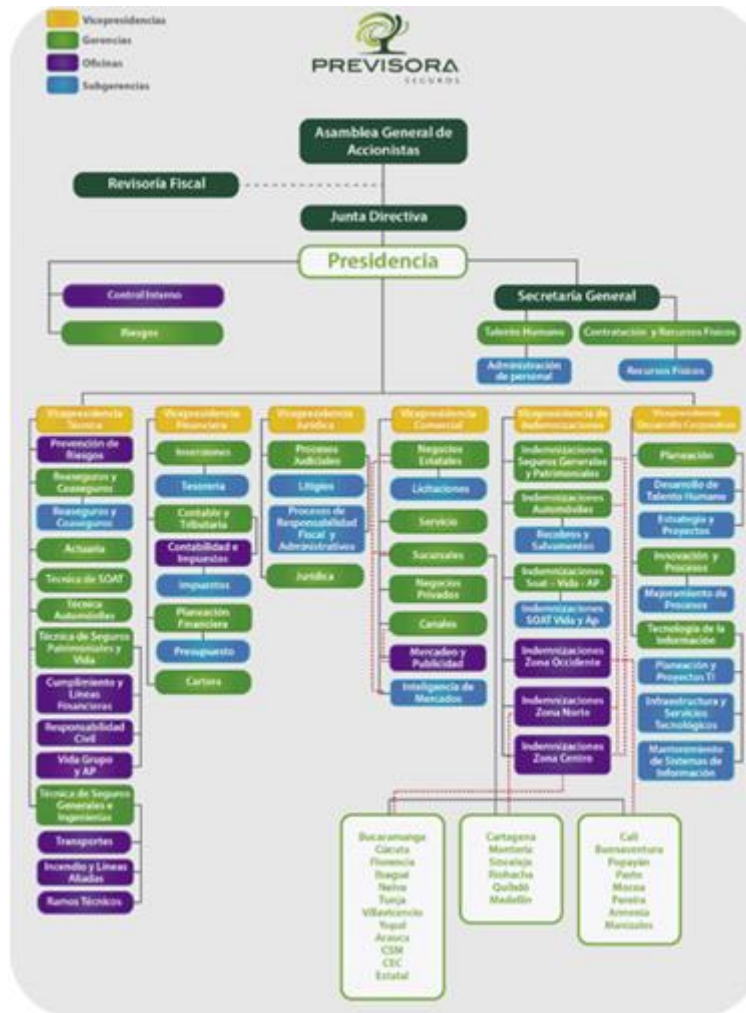 Vicepresidencias
Gerencias
Oficinas
Subgerencias
PREVISORA
SEGUROS
Asamblea General de
Accionistas
Revisoría Fiscal
Junta Directiva
Presidencia
Control Interno
Riesgos
Secretaría General
Talento Humano
Contratación y Recursos Físicos
Administración
de personal
Recursos Físicos
Vicepresidencia
Técnica
Prevención de
Riesgos
Reaseguros y
Coaseguros
Reaseguros y
Coaseguros
Actuaria
Técnica de SOAT
Técnica
Automóviles
Técnica de Seguros
Patrimoniales y
Vida
Cumplimiento y
Líneas
Financieras
Responsabilidad
Civil
Vida Grupo
y AP
Técnica de Seguros
Generales e
Ingenierías
Transportes
Incendio y Líneas
Aliadas
Ramos Técnicos
Vicepresidencia
Financiera
Inversiones
Tesorería
Contable y
Tributaria
Contabilidad e
Impuestos
Impuestos
Planeación
Financiera
Presupuesto
Cartera
Vicepresidencia
Jurídica
Procesos
Judiciales
Litigios
Procesos de
Responsabilidad
Fiscal y
Administrativos
Jurídica
Vicepresidencia
Comercial
Negocios
Estatales
Licitaciones
Servicio
Sucursales
Negocios
Privados
Canales
Mercadeo y
Publicidad
Inteligencia de
Mercados
Vicepresidencia de
Indemnizaciones
Indemnizaciones
Seguros Generales
y Patrimoniales
Indemnizaciones
Automóviles
Recobros y
Salvamentos
Indemnizaciones
Soat - Vida - AP
Indemnizaciones
SOAT Vida y Ap
Indemnizaciones
Zona Occidente
Indemnizaciones
Zona Norte
Indemnizaciones
Zona Centro
Vicepresidencia
Desarrollo Corporativo
Planeación
Desarrollo de
Talento Humano
Estrategia y
Proyectos
Innovación y
Procesos
Mejoramiento de
Procesos
Tecnología de la
Información
Planeación y
Proyectos TI
Infraestructura y
Servicios
Tecnológicos
Mantenimiento
de Sistemas de
Información
Bucaramanga
Cúcuta
Florencia
Ibagué
Neiva
Tunja
Villavicencio
Yopal
Arauca
CSM
CEC
Estatal
Cartagena
Montería
Sincelejo
Riohacha
Quibdó
Medellín
Cali
Buenaventura
Popayán
Pasto
Mocoa
Pereira
Armenia
Manizales